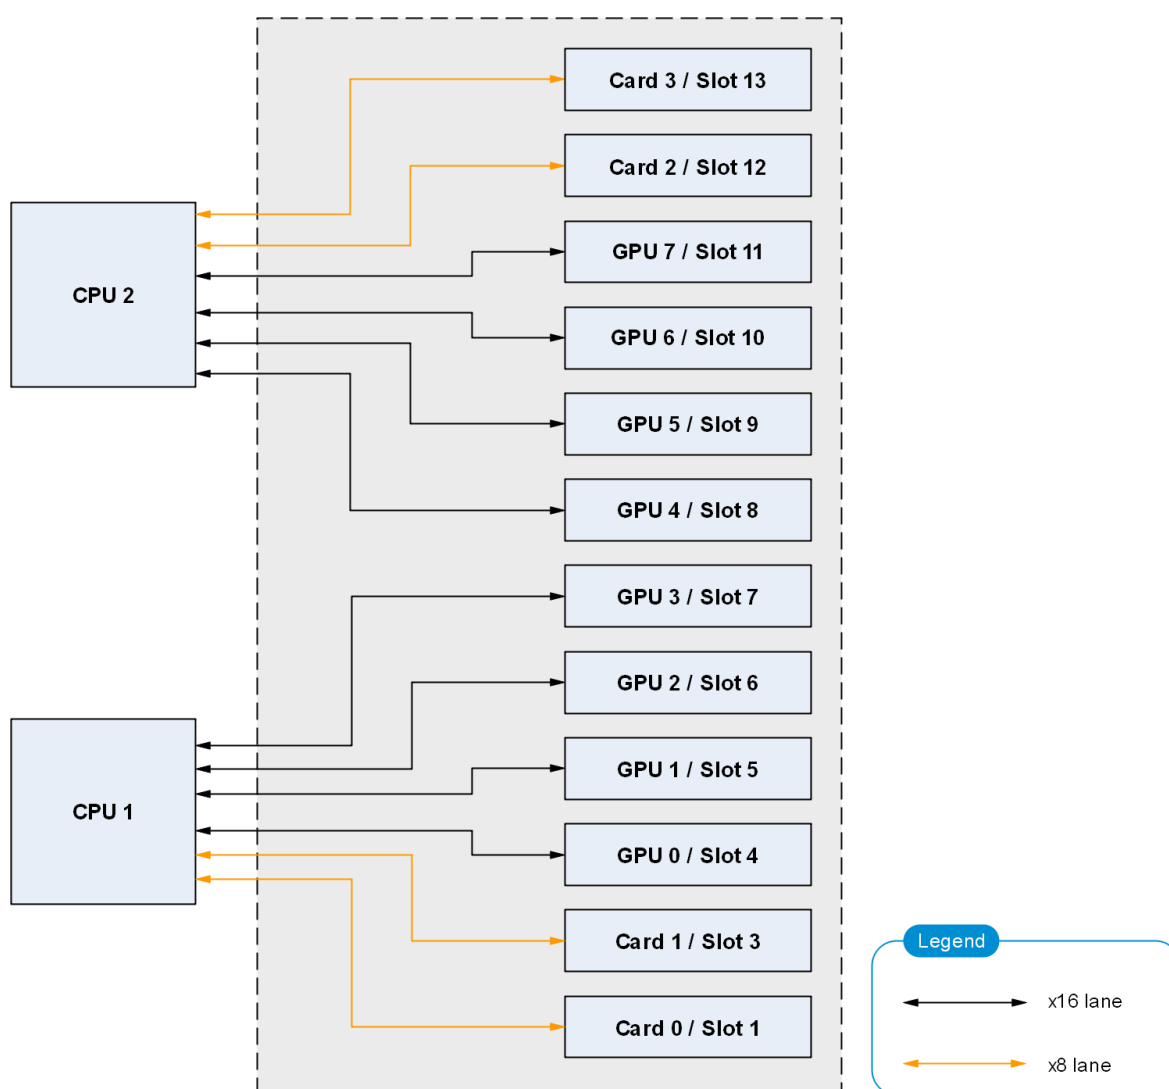 Card 3 / Slot 13
Card 2 / Slot 12
GPU 7 / Slot 11
CPU 2
GPU 6 / Slot 10
GPU 5 / Slot 9
GPU 4 / Slot 8
GPU 3 / Slot 7
GPU 2 / Slot 6
GPU 1 / Slot 5
CPU 1
GPU 0 / Slot 4
Card 1 / Slot 3
Card 0 / Slot 1
Legend
x16 lane
x8 lane